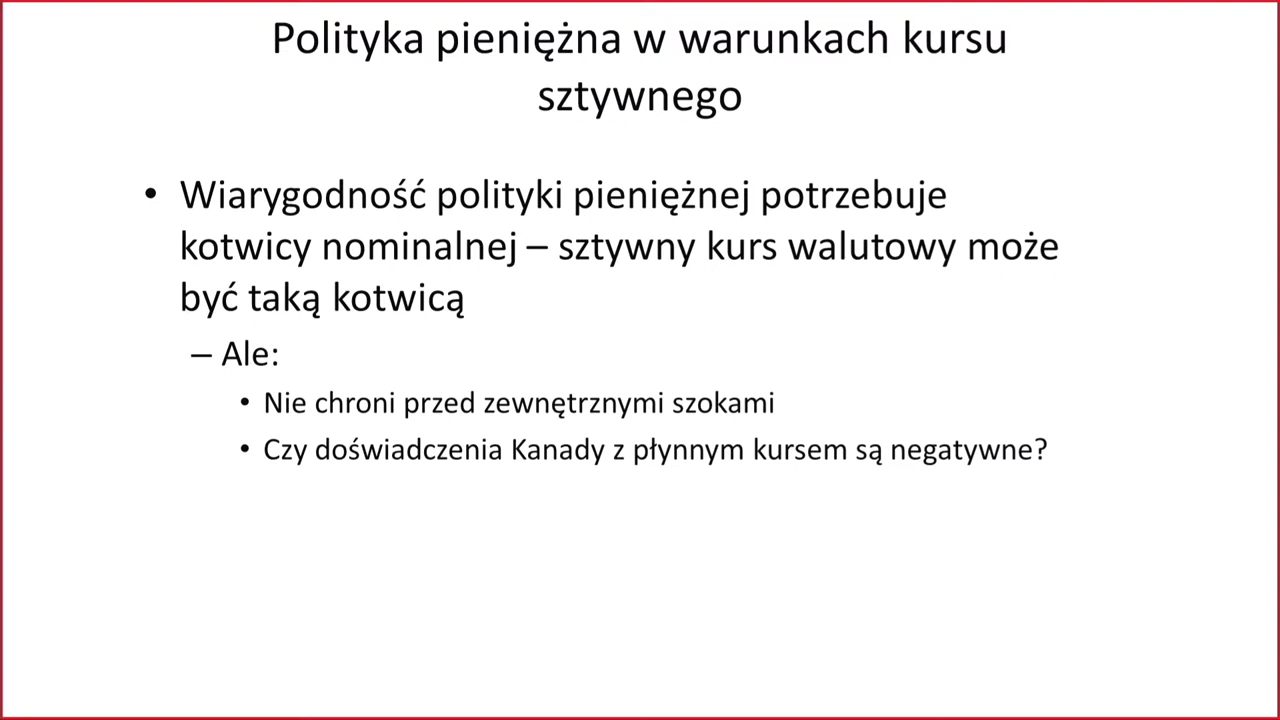 Polityka pieniężna w warunkach kursu
sztywnego
• Wiarygodność polityki pieniężnej potrzebuje
kotwicy nominalnej – sztywny kurs walutowy może
być taką kotwicą
– Ale:
• Nie chroni przed zewnętrznymi szokami
• Czy doświadczenia Kanady z płynnym kursem są negatywne?